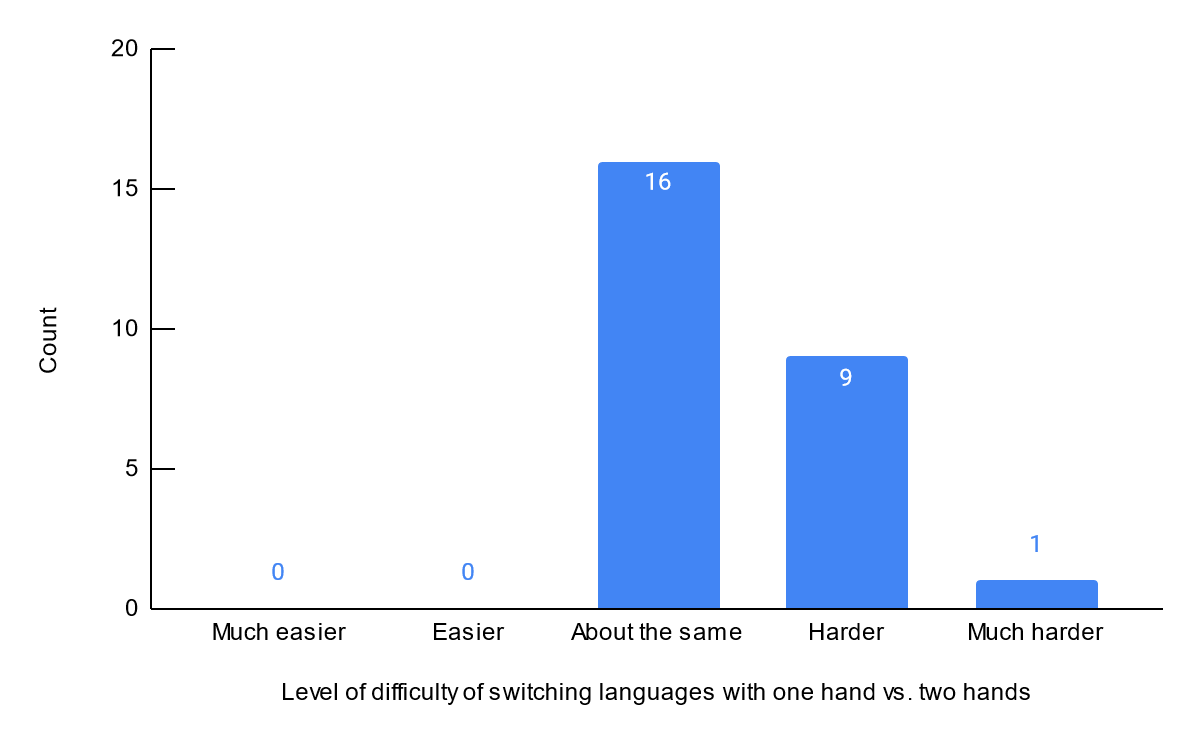 20
15
10
5
0
Count
16
9
0
0
1
Much easier
Easier
About the same
Harder
Much harder
Level of difficulty of switching languages with one hand vs. two hands